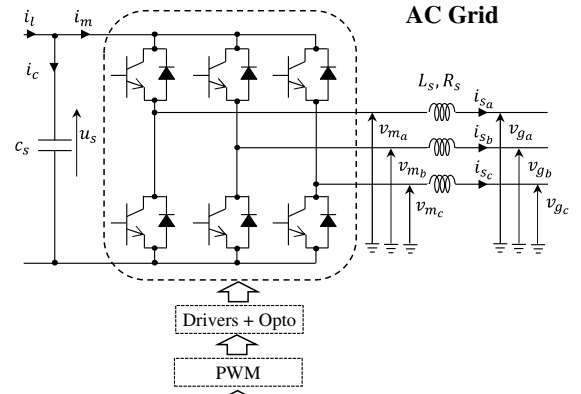 AC Grid
i_l
i_m
i_c
c_s
u_s
L_s, R_s
i_{s_a}
i_{s_b}
i_{s_c}
v_{m_a}
v_{m_b}
v_{m_c}
v_{g_a}
v_{g_b}
v_{g_c}
Drivers + Opto
PWM